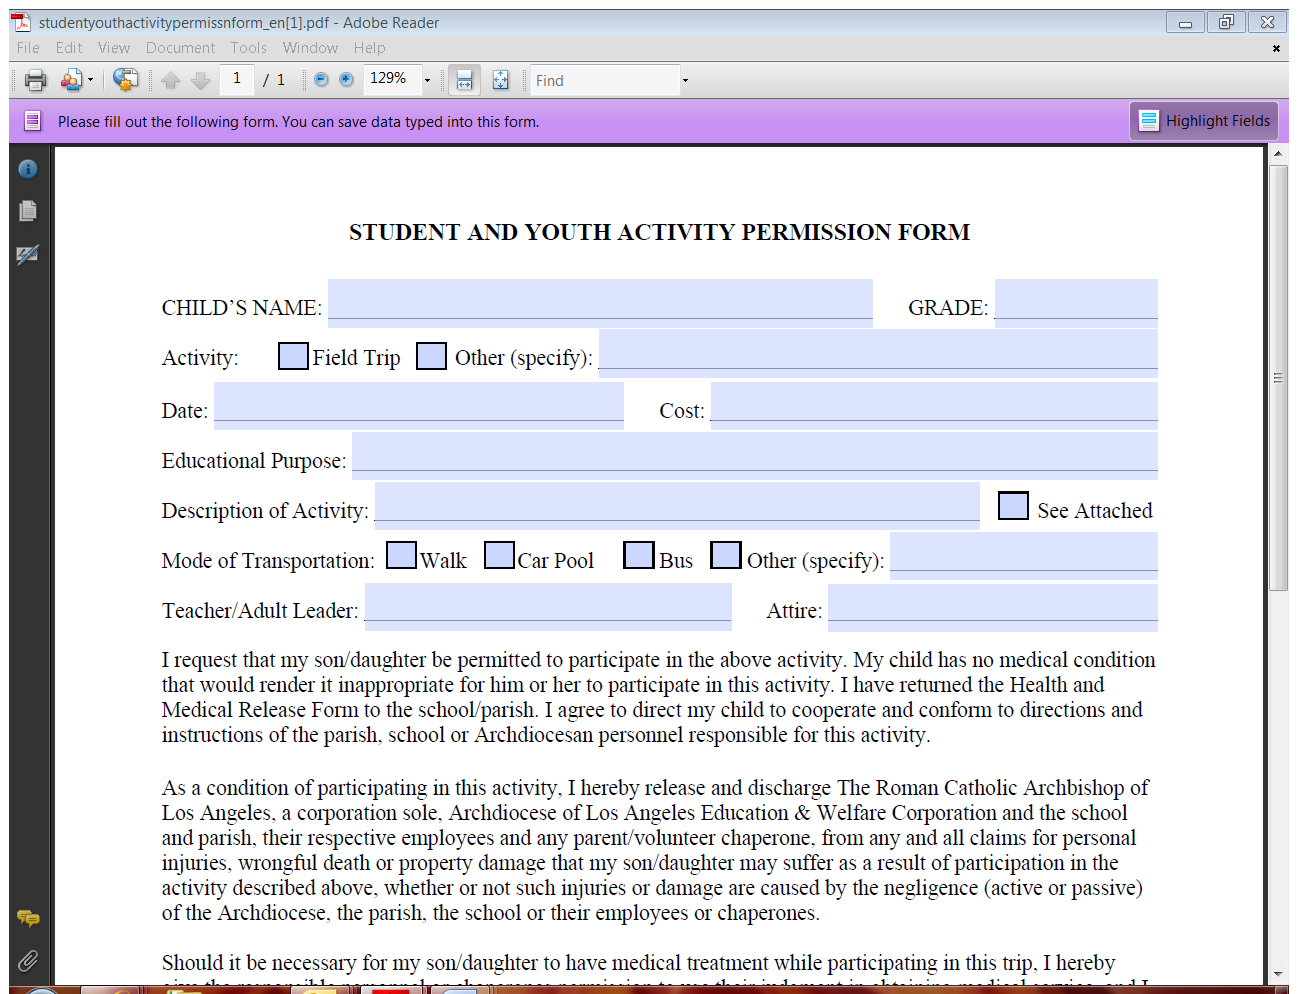 studentyouthactivitypermissnform_en[1].pdf - Adobe Reader
File Edit View Document Tools Window Help
1 / 1 129% Find
Please fill out the following form. You can save data typed into this form. Highlight Fields
STUDENT AND YOUTH ACTIVITY PERMISSION FORM
CHILD'S NAME: GRADE:
Activity: Field Trip Other (specify):
Date: Cost:
Educational Purpose:
Description of Activity: See Attached
Mode of Transportation: Walk Car Pool Bus Other (specify):
Teacher/Adult Leader: Attire:
I request that my son/daughter be permitted to participate in the above activity. My child has no medical condition
that would render it inappropriate for him or her to participate in this activity. I have returned the Health and
Medical Release Form to the school/parish. I agree to direct my child to cooperate and conform to directions and
instructions of the parish, school or Archdiocesan personnel responsible for this activity.
As a condition of participating in this activity, I hereby release and discharge The Roman Catholic Archbishop of
Los Angeles, a corporation sole, Archdiocese of Los Angeles Education & Welfare Corporation and the school
and parish, their respective employees and any parent/volunteer chaperone, from any and all claims for personal
injuries, wrongful death or property damage that my son/daughter may suffer as a result of participation in the
activity described above, whether or not such injuries or damage are caused by the negligence (active or passive)
of the Archdiocese, the parish, the school or their employees or chaperones.
Should it be necessary for my son/daughter to have medical treatment while participating in this trip, I hereby